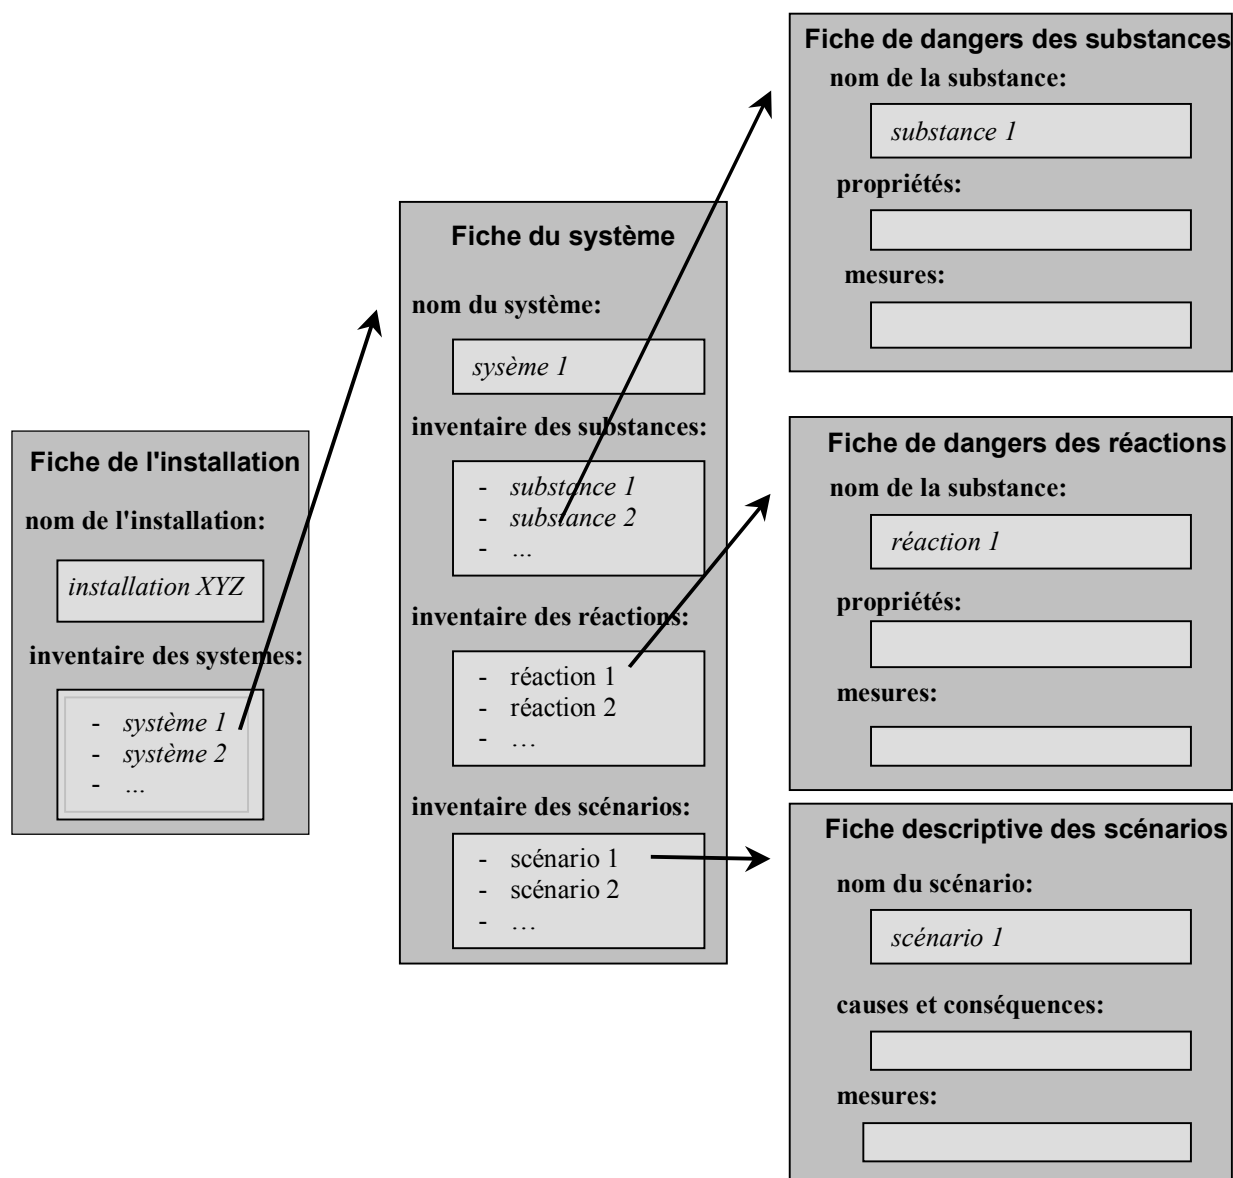 Fiche de l'installation
nom de l'installation:
installation XYZ
inventaire des systemes:
- système 1
- système 2
- ...
Fiche du système
nom du système:
sysème 1
inventaire des substances:
- substance 1
- substance 2
- ...
inventaire des réactions:
- réaction 1
- réaction 2
- ...
inventaire des scénarios:
- scénario 1
- scénario 2
- ...
Fiche de dangers des substances
nom de la substance:
substance 1
propriétés:
mesures:
Fiche de dangers des réactions
nom de la substance:
réaction 1
propriétés:
mesures:
Fiche descriptive des scénarios
nom du scénario:
scénario 1
causes et conséquences:
mesures: